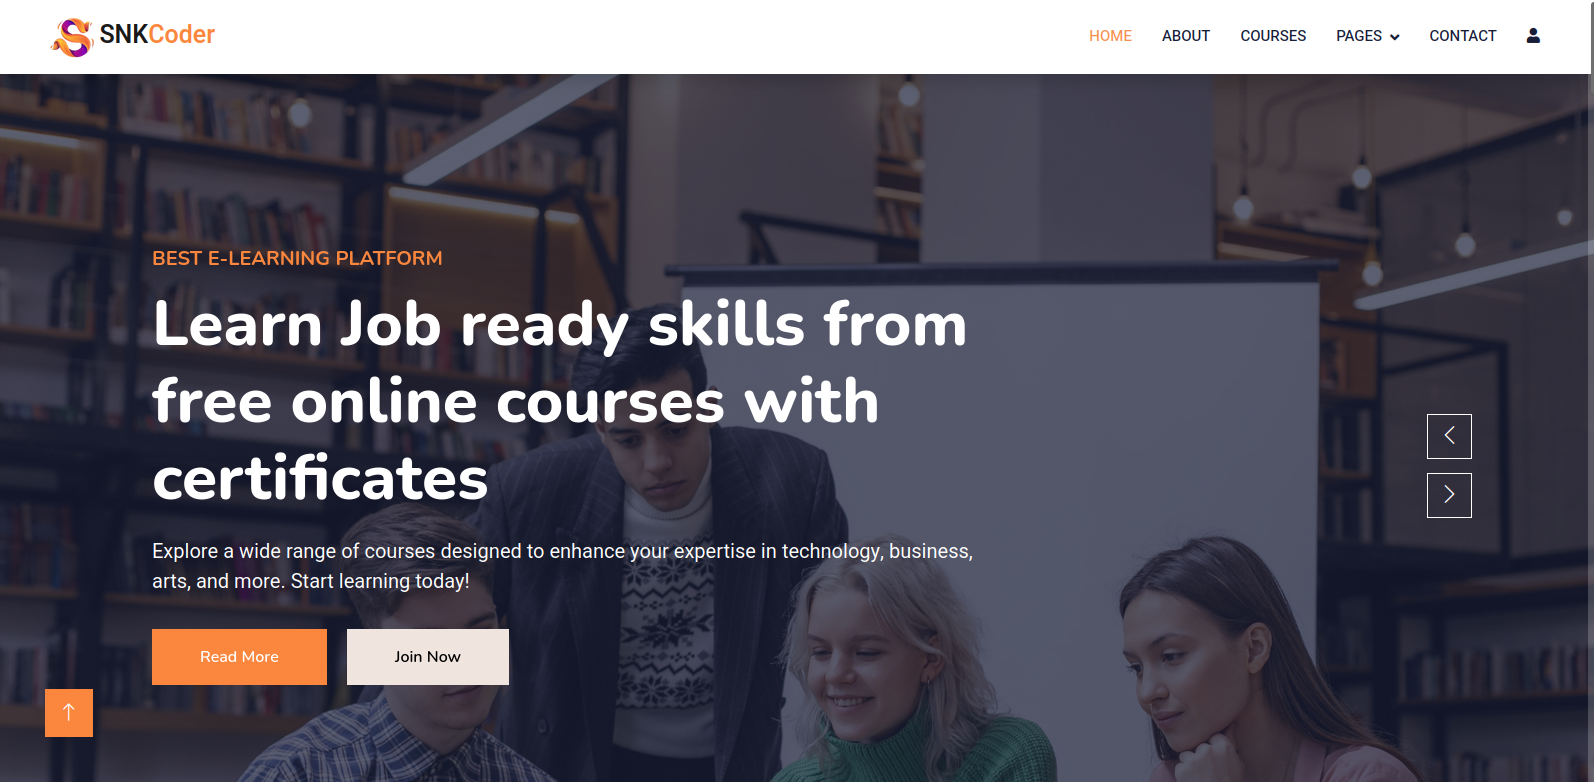 SNKCoder
HOME ABOUT COURSES PAGES CONTACT
BEST E-LEARNING PLATFORM
Learn Job ready skills from
free online courses with
certificates
Explore a wide range of courses designed to enhance your expertise in technology, business,
arts, and more. Start learning today!
Read More Join Now